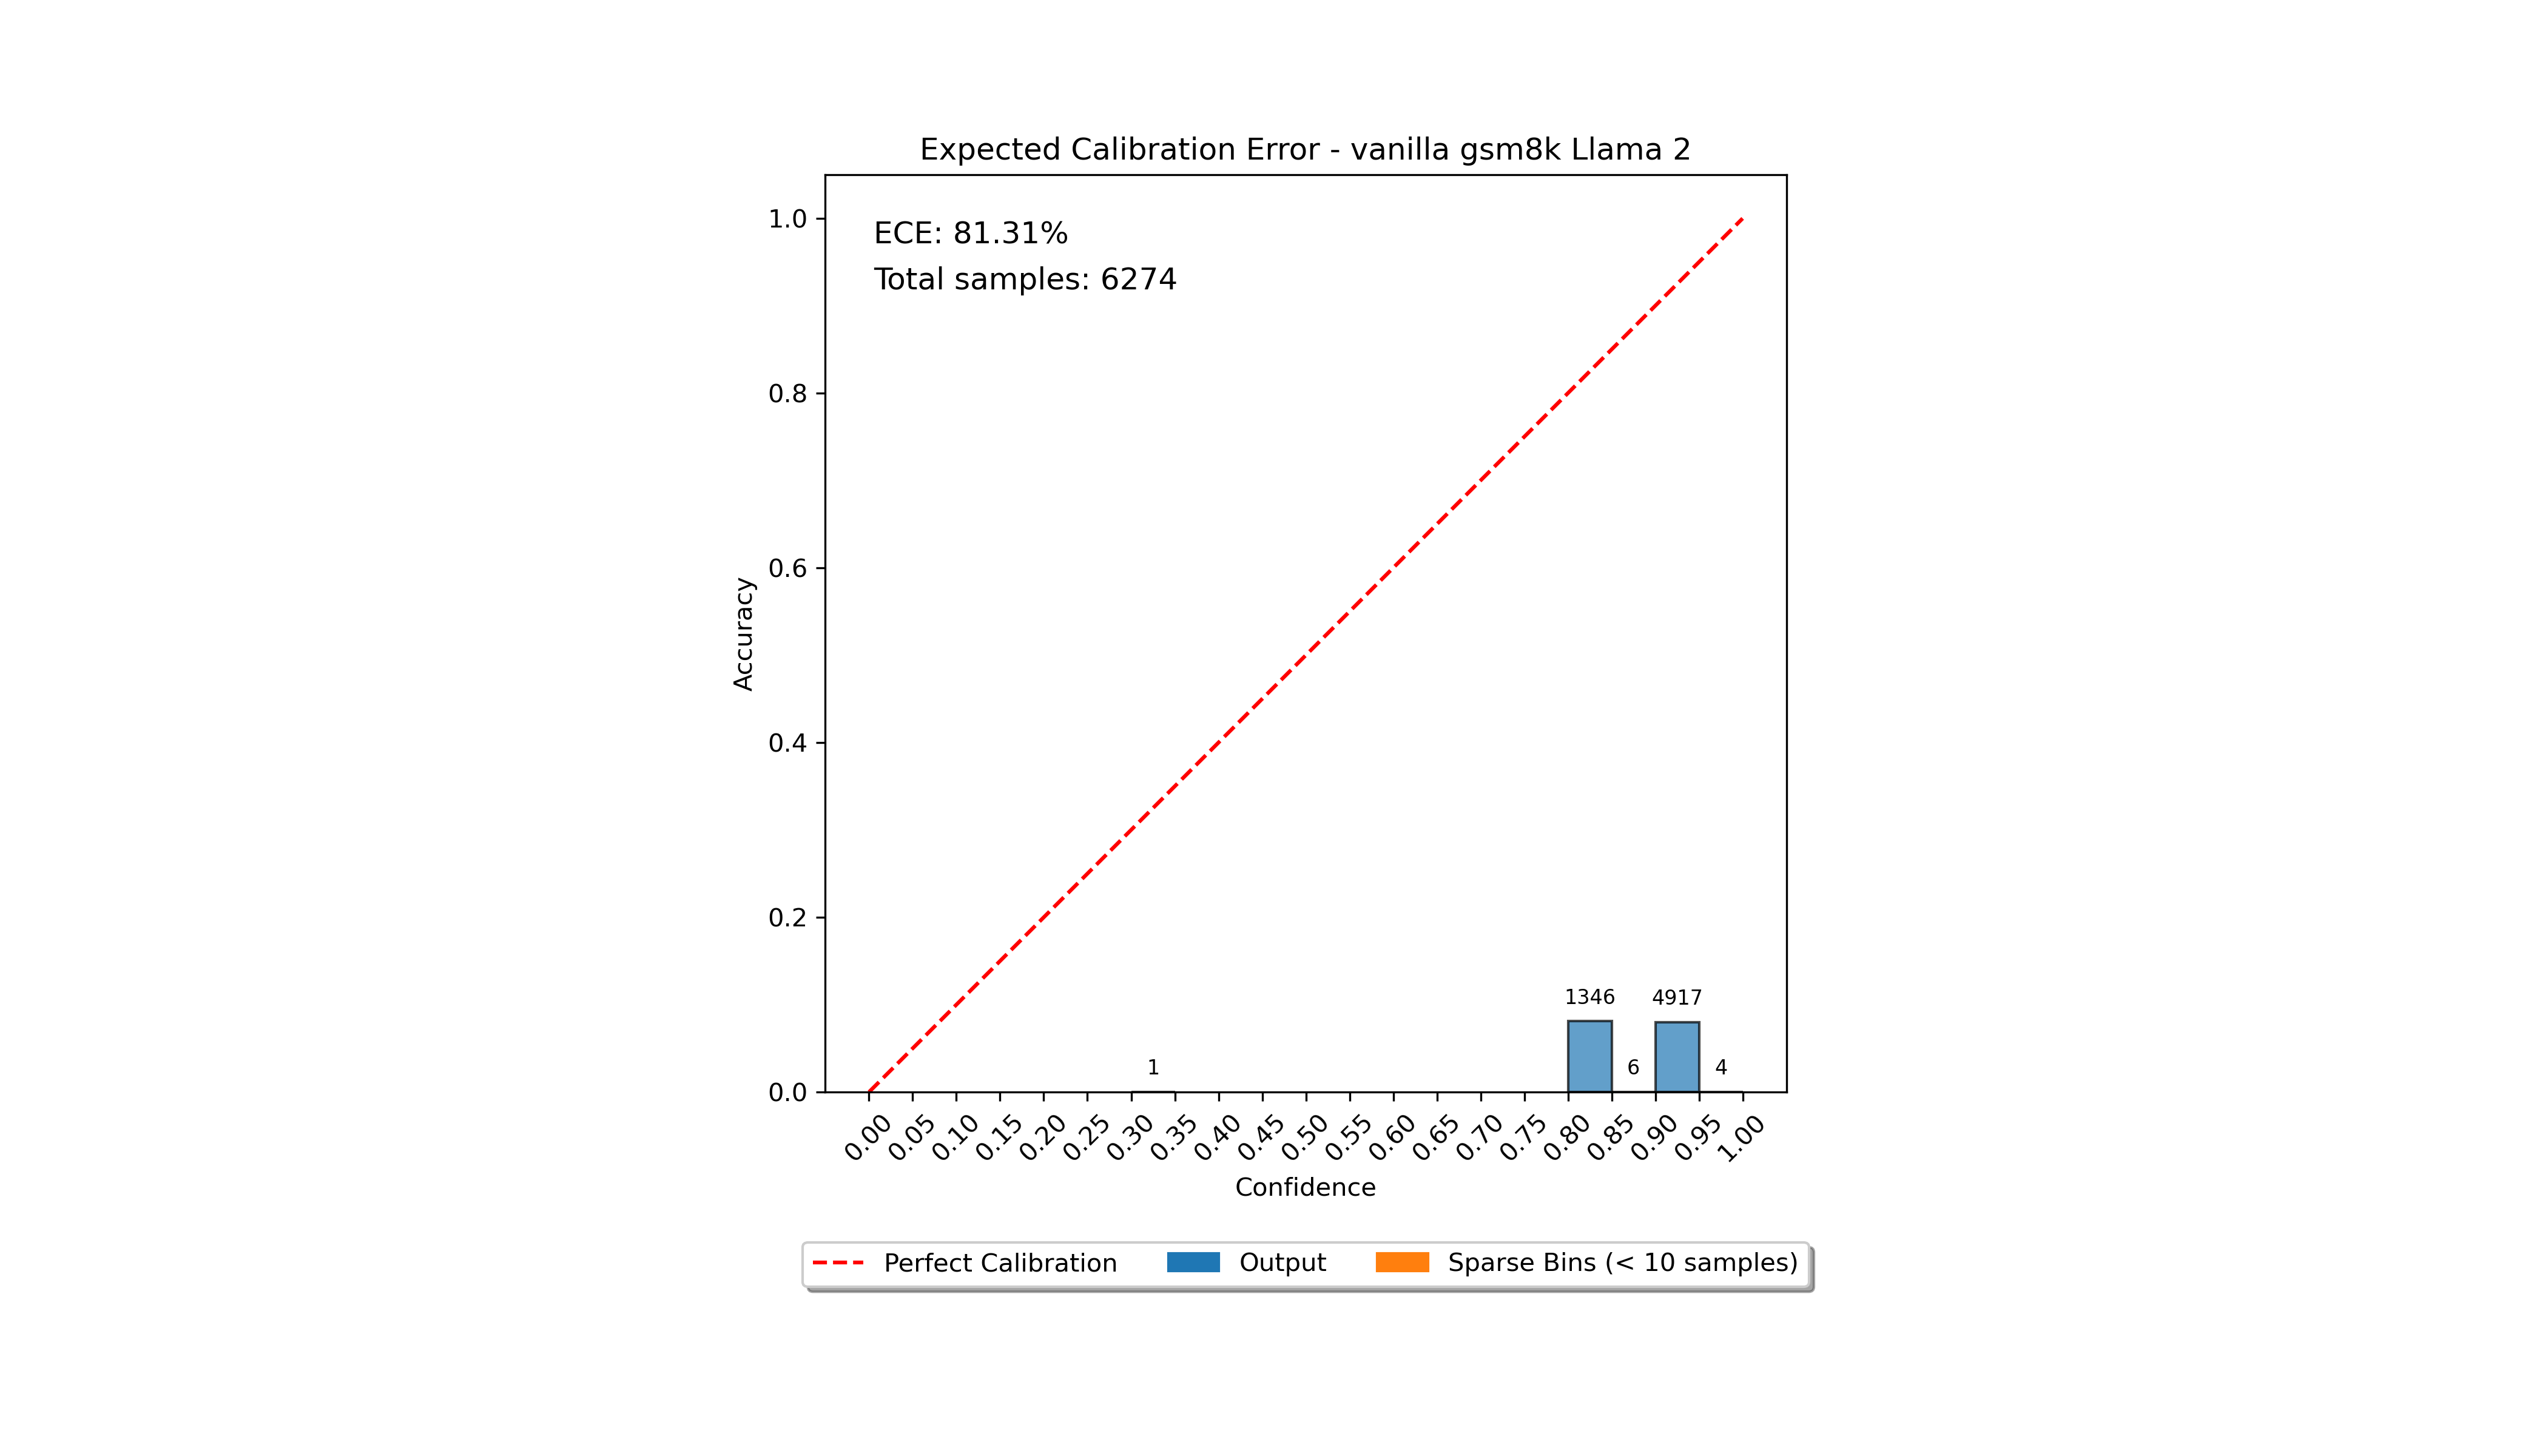 Expected Calibration Error - vanilla gsm8k Llama 2
ECE: 81.31%
Total samples: 6274
1.0
0.8
0.6
0.4
0.2
0.0
Accuracy
1346
4917
1
6
4
0.00 0.05 0.10 0.15 0.20 0.25 0.30 0.35 0.40 0.45 0.50 0.55 0.60 0.65 0.70 0.75 0.80 0.85 0.90 0.95 1.00
Confidence
Perfect Calibration Output Sparse Bins (< 10 samples)